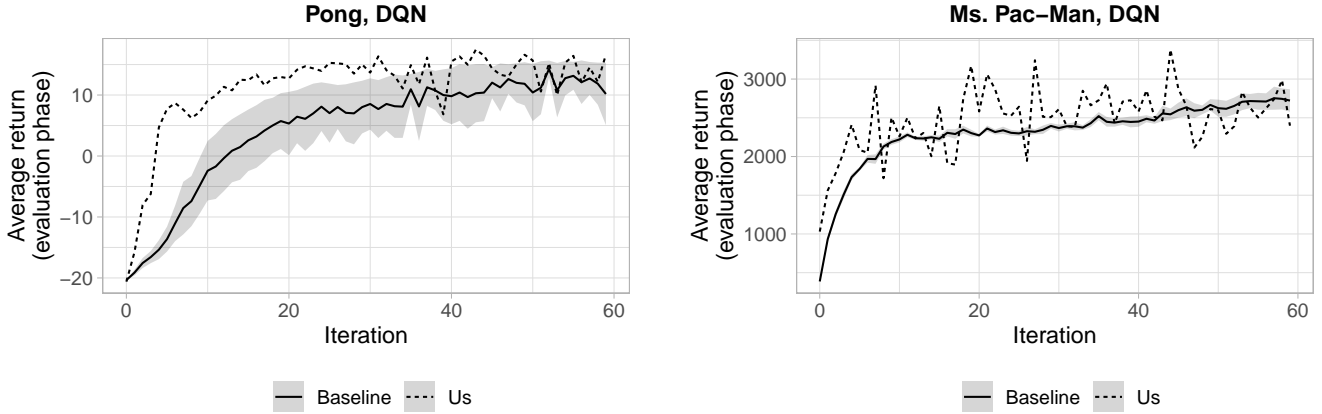 Pong, DQN
Average return
(evaluation phase)
10
0
−10
−20
0
20
40
60
Iteration
Baseline
Us
Ms. Pac−Man, DQN
Average return
(evaluation phase)
3000
2000
1000
0
20
40
60
Iteration
Baseline
Us